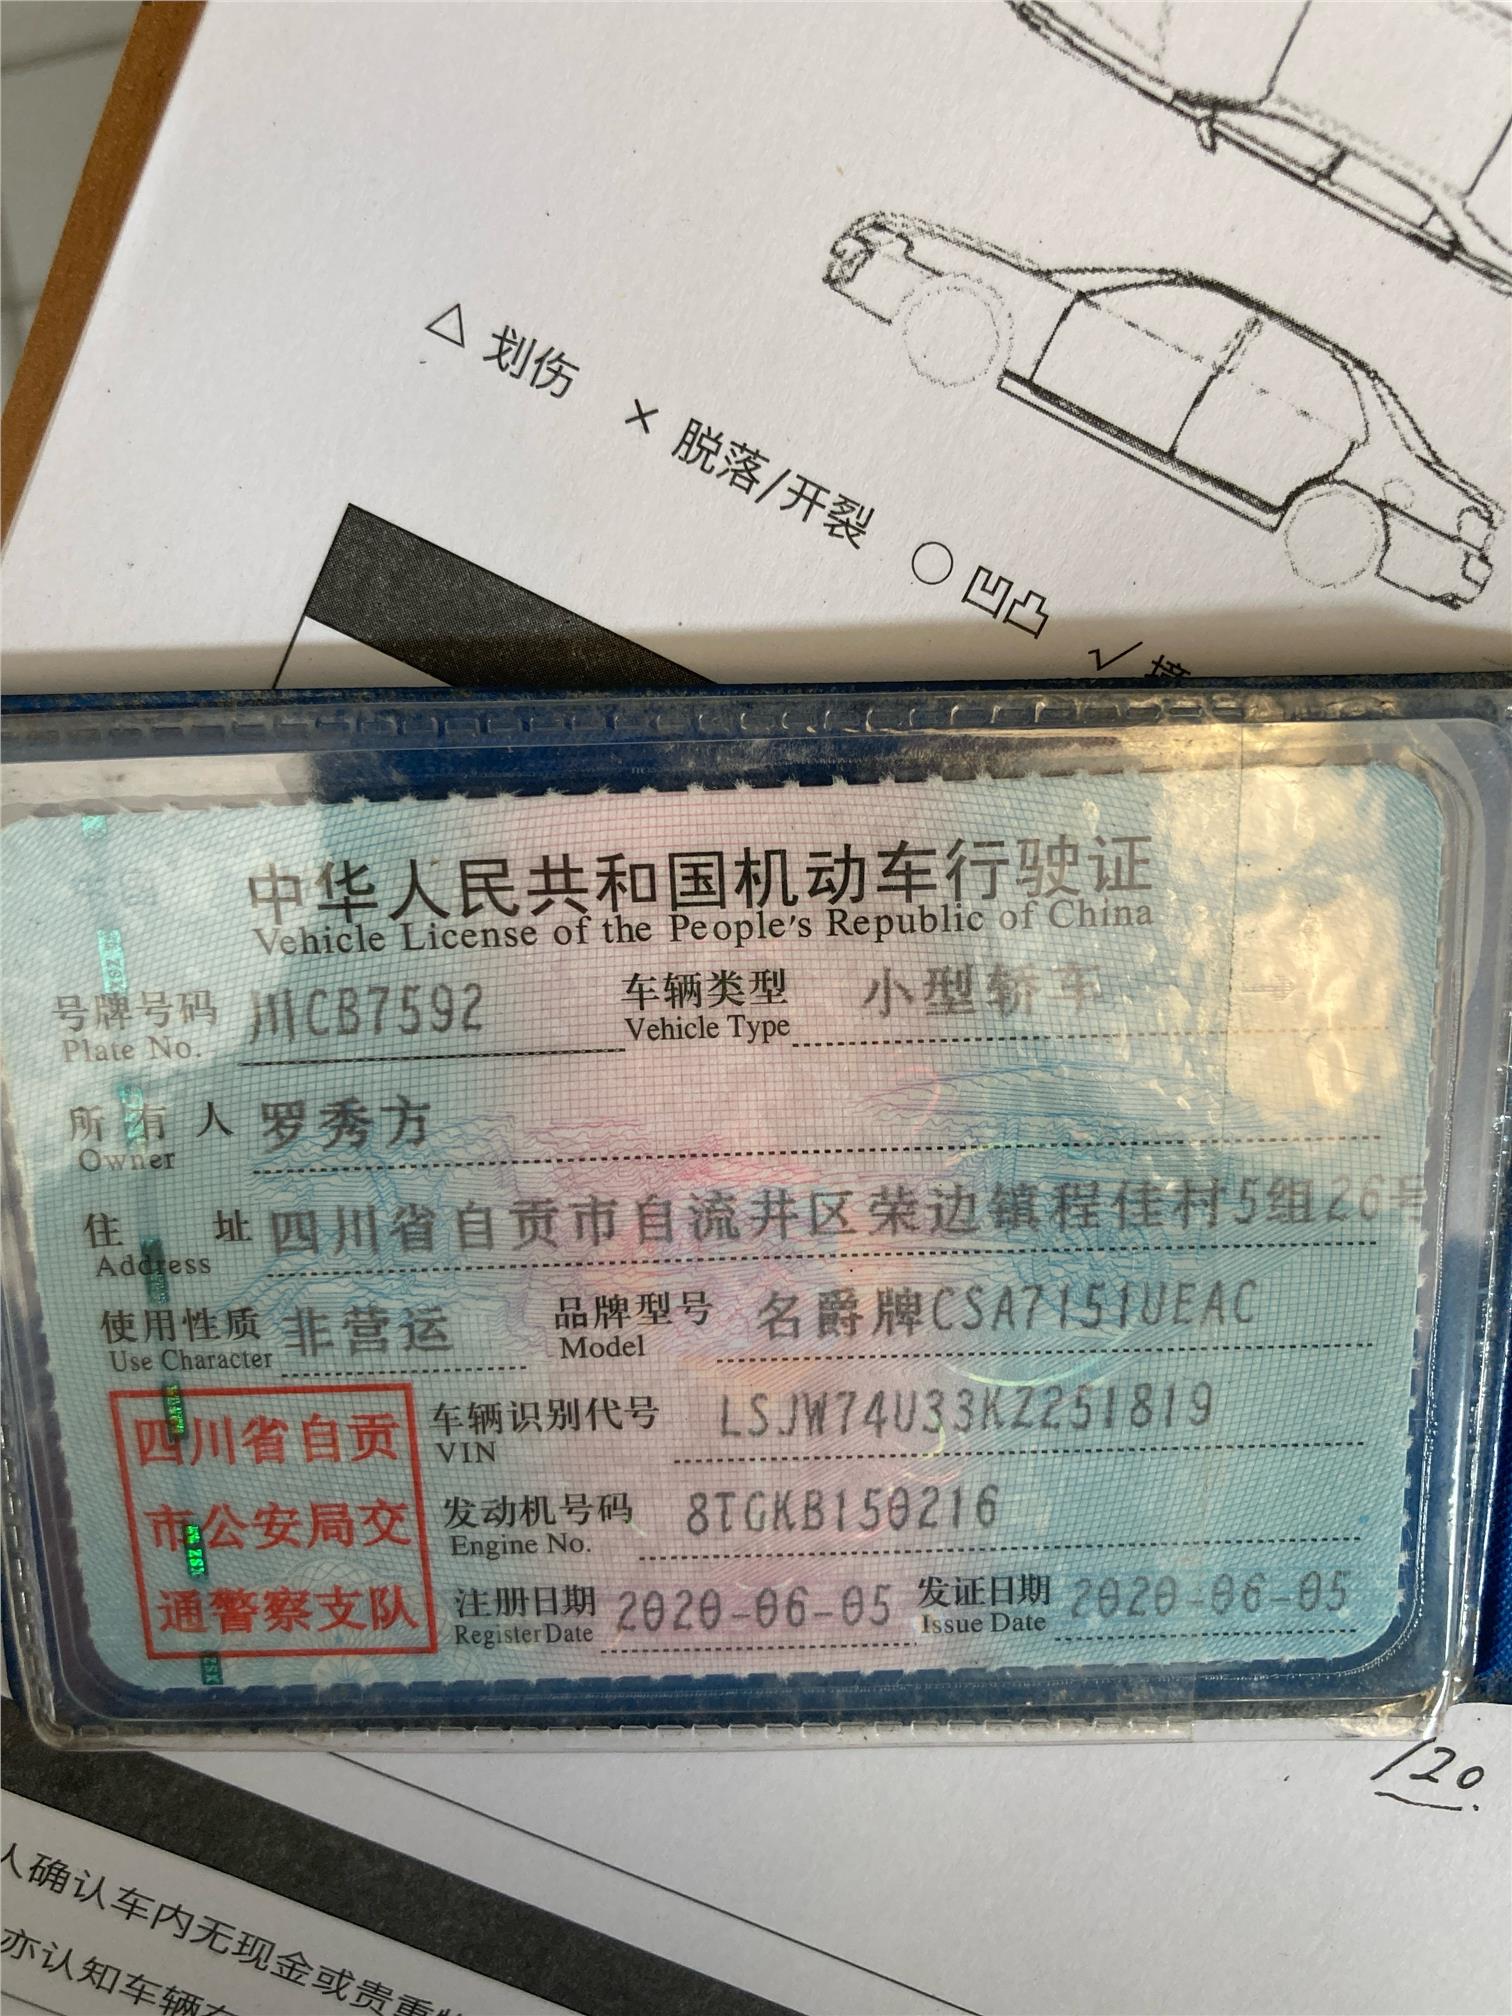 △ 划伤 × 脱落/开裂 ○ 凹凸 √
中华人民共和国机动车行驶证
Vehicle License of the People's Republic of China
号牌号码 川CB7592 车辆类型 小型轿车
Plate No. Vehicle Type
所有人 罗秀方
Owner
住址 四川省自贡市自流井区荣边镇程佳村5组26号
Address
使用性质 非营运 品牌型号 名爵牌CSA7151UEAC
Use Character Model
四川省自贡
市公安局交
通警察支队
车辆识别代号 LSJW74U33KZ251819
VIN
发动机号码 8TGKB150216
Engine No.
注册日期 2020-06-05 发证日期 2020-06-05
Register Date Issue Date
120
人确认车内无现金或贵重物
亦认知车辆